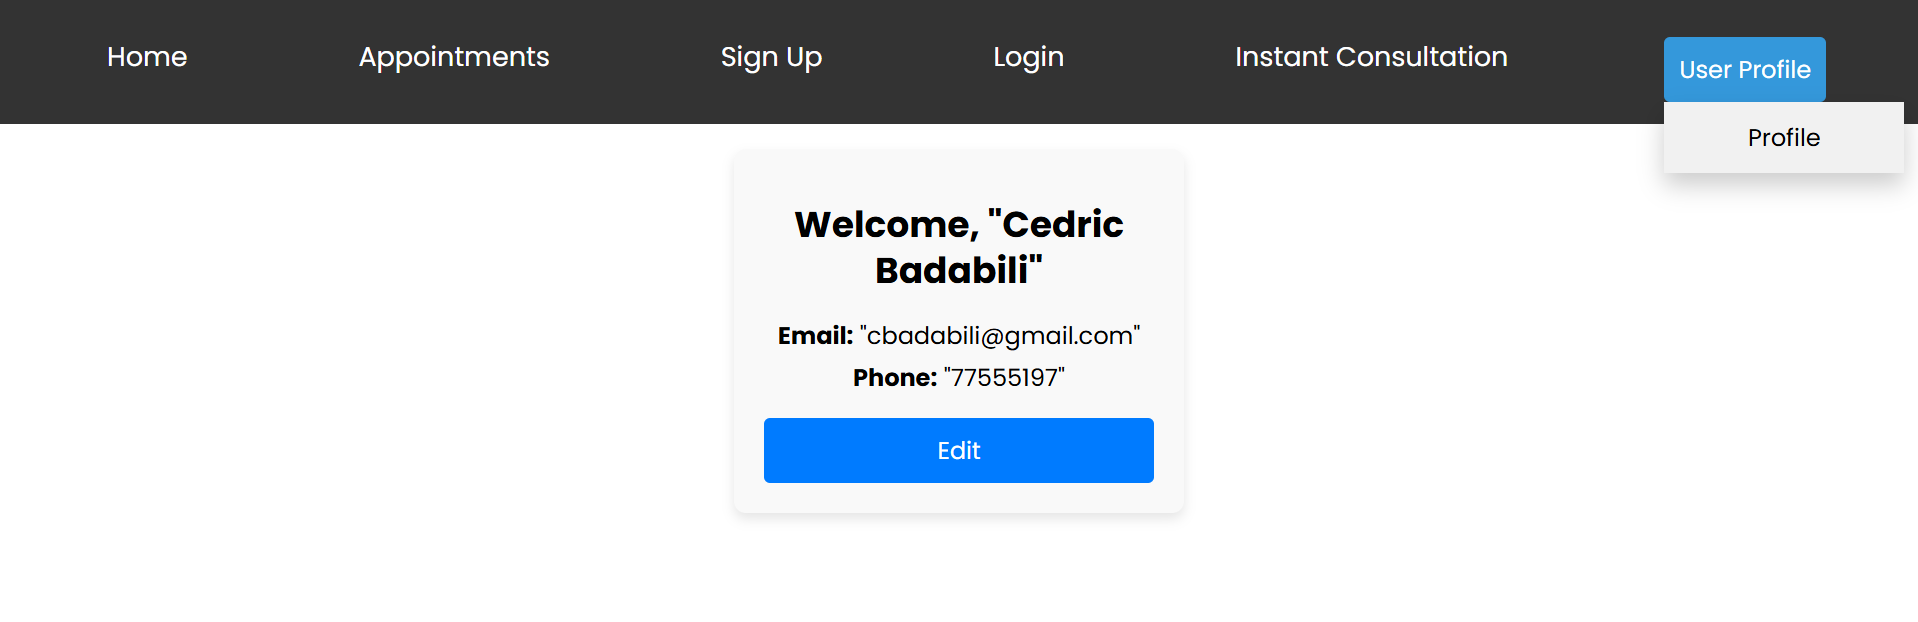 Home Appointments Sign Up Login Instant Consultation User Profile
Profile
Welcome, "Cedric
Badabili"
Email: "cbadabili@gmail.com"
Phone: "77555197"
Edit